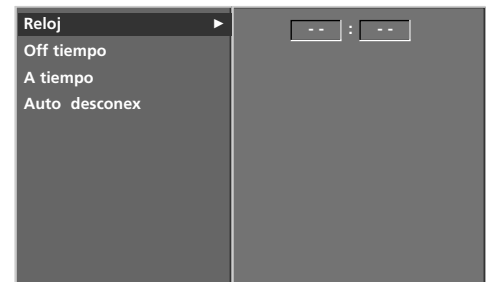 Reloj ► -- : --
Off tiempo
A tiempo
Auto desconex